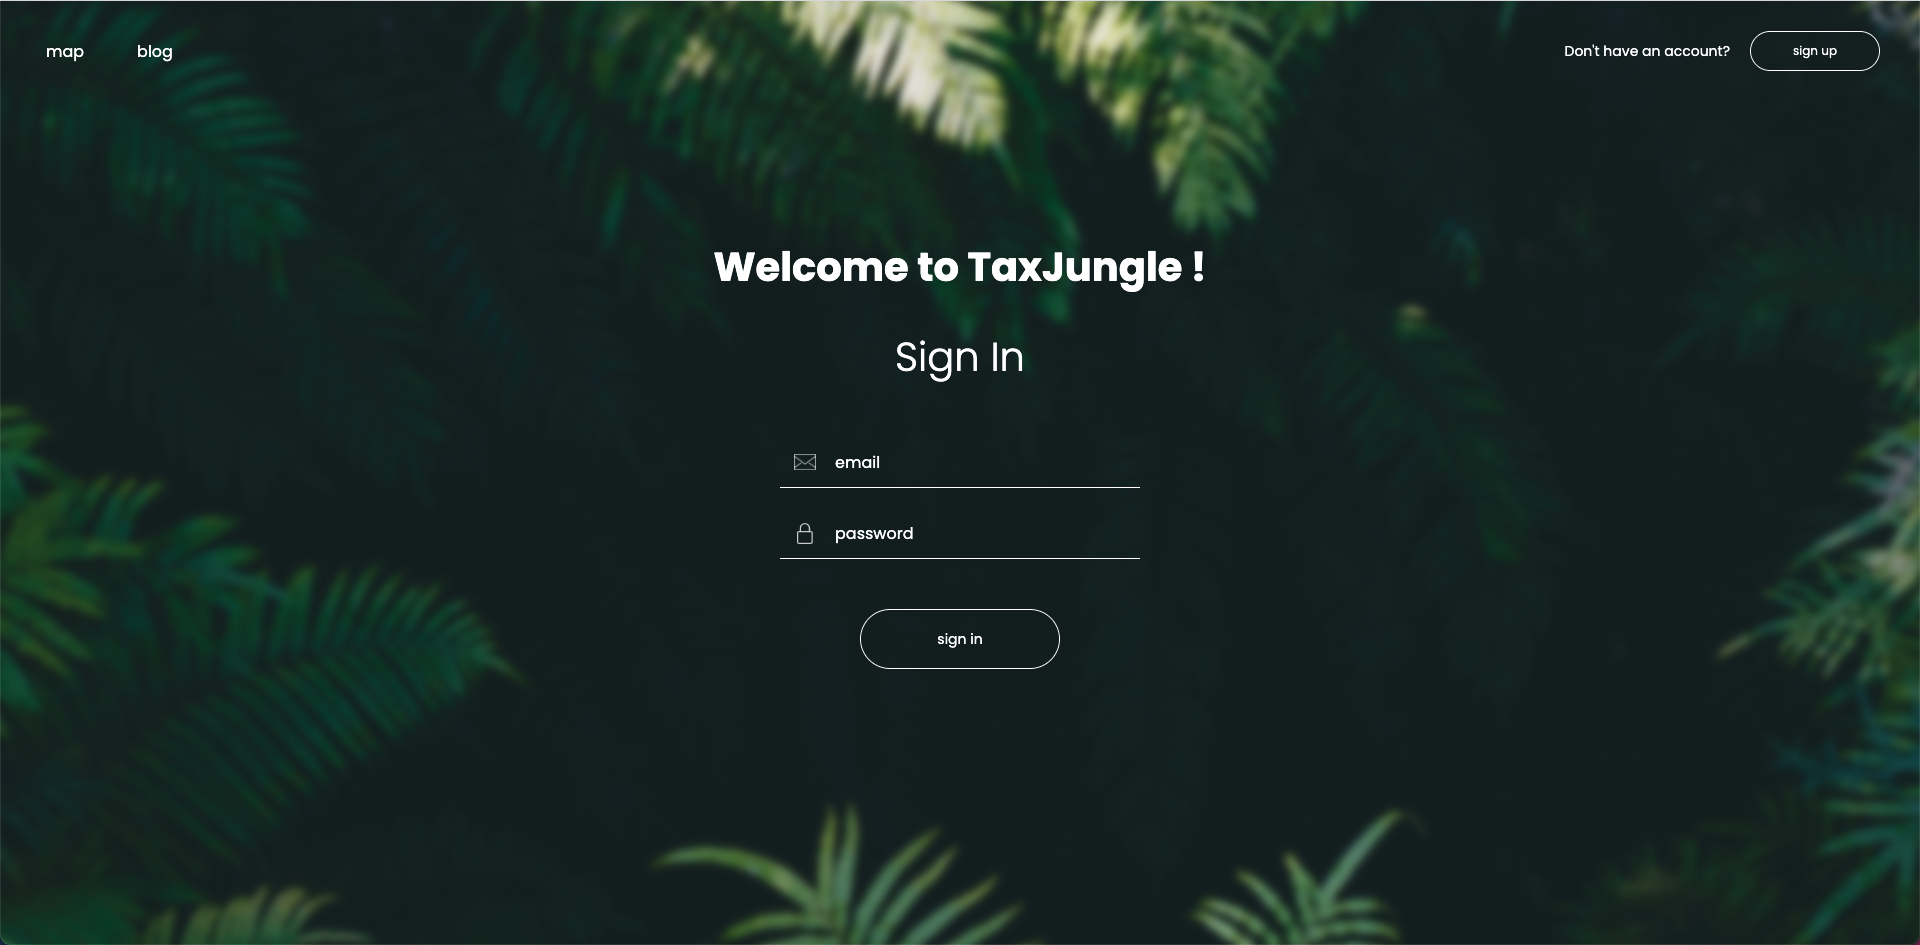 map
blog
Don't have an account?
sign up
Welcome to TaxJungle !
Sign In
email
password
sign in